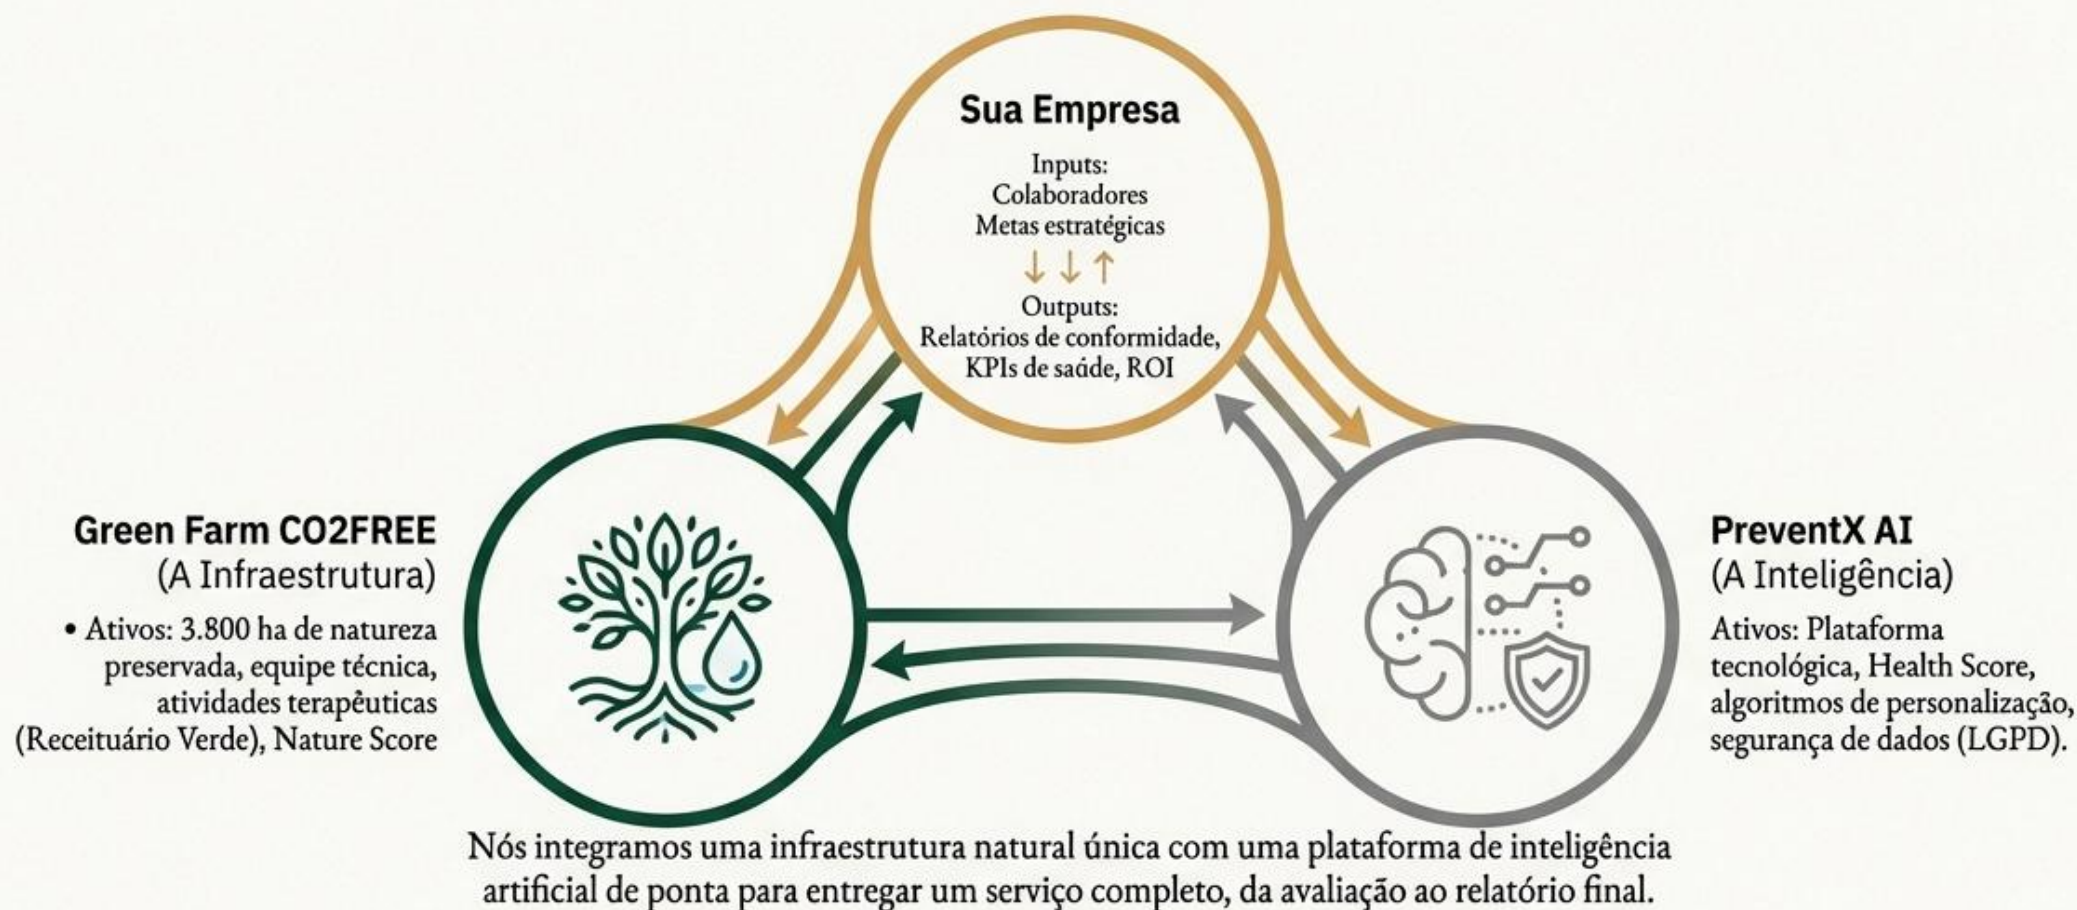 Sua Empresa
Inputs:
Colaboradores
Metas estratégicas
↓ ↓ ↑
Outputs:
Relatórios de conformidade,
KPIs de saáde, ROI
Green Farm CO2FREE
(A Infraestrutura)
• Ativos: 3.800 ha de natureza
preservada, equipe técnica,
atividades terapêuticas
(Receituário Verde), Nature Score
PreventX AI
(A Inteligência)
Ativos: Plataforma
tecnológica, Health Score,
algoritmos de personalização,
segurança de dados (LGPD).
Nós integramos uma infraestrutura natural única com uma plataforma de inteligência
artificial de ponta para entregar um serviço completo, da avaliação ao relatório final.